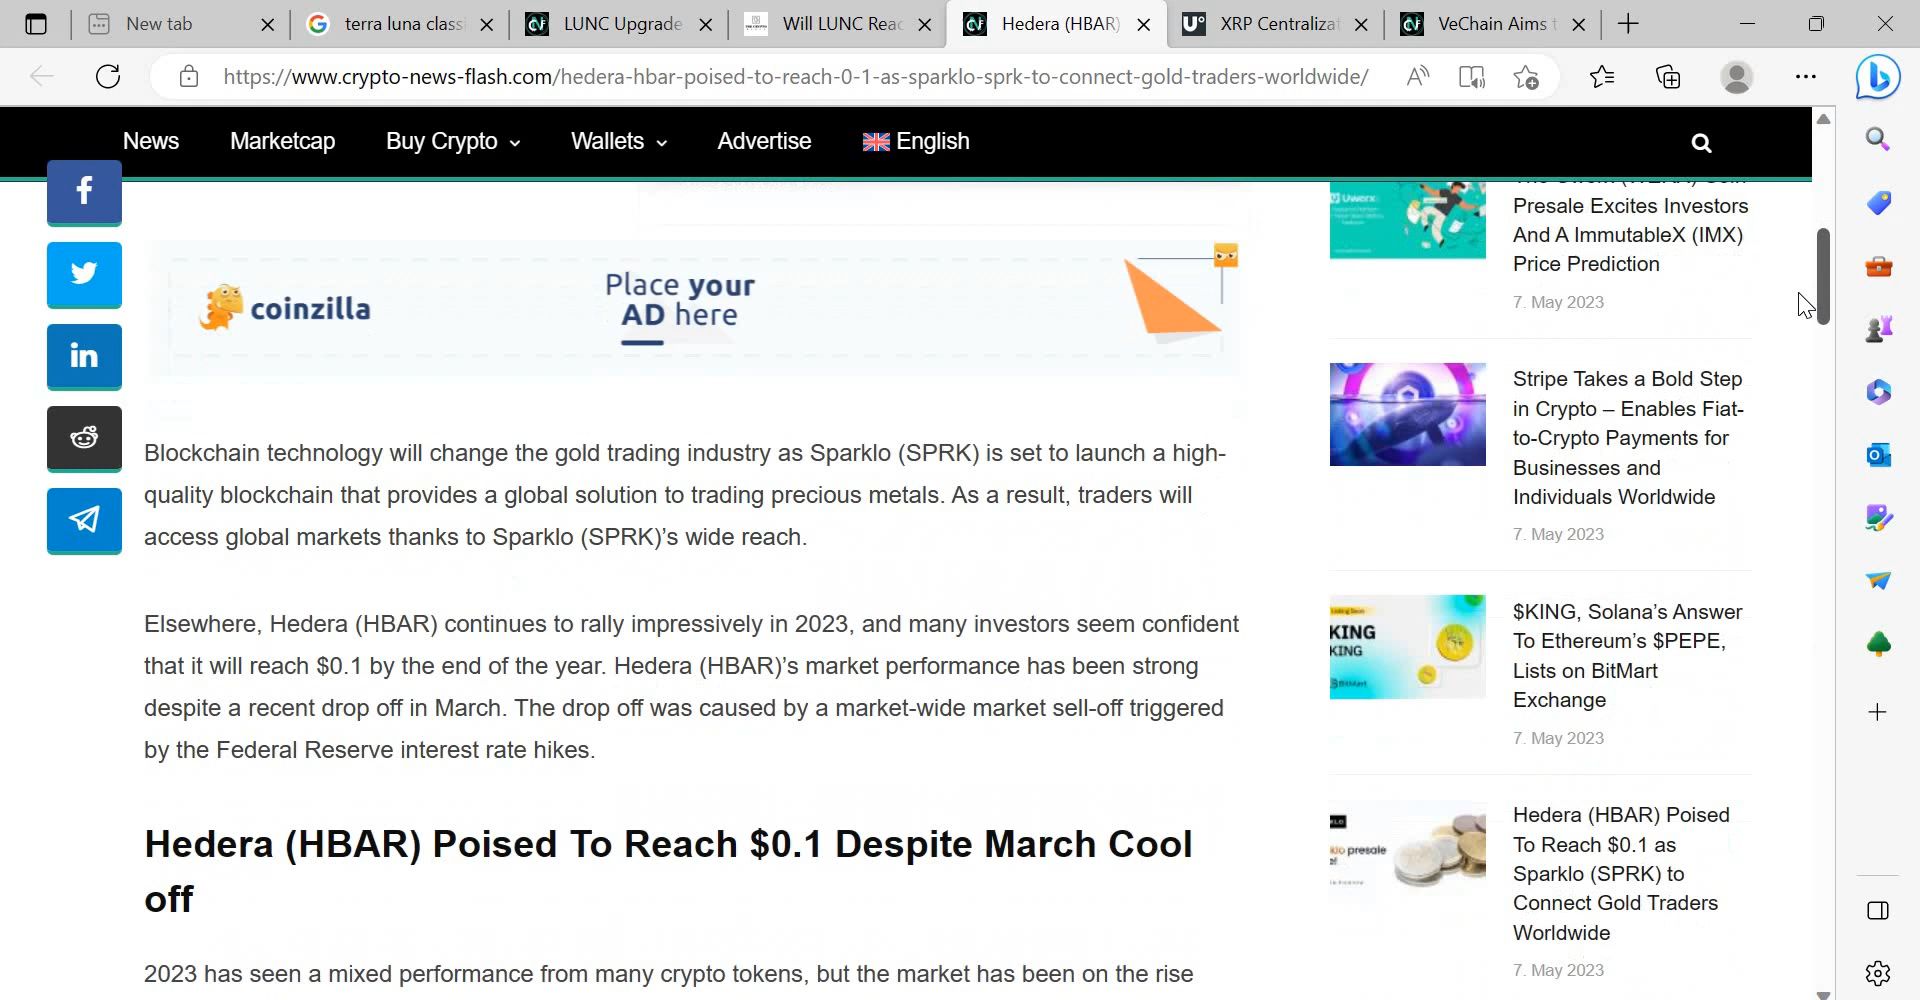 New tab
terra luna classi
LUNC Upgrade
Will LUNC Reac
Hedera (HBAR)
XRP Centralizat
VeChain Aims t
https://www.crypto-news-flash.com/hedera-hbar-poised-to-reach-0-1-as-sparklo-sprk-to-connect-gold-traders-worldwide/
News
Marketcap
Buy Crypto
Wallets
Advertise
English
coinzilla
Place your
AD here
Blockchain technology will change the gold trading industry as Sparklo (SPRK) is set to launch a high-
quality blockchain that provides a global solution to trading precious metals. As a result, traders will
access global markets thanks to Sparklo (SPRK)’s wide reach.
Elsewhere, Hedera (HBAR) continues to rally impressively in 2023, and many investors seem confident
that it will reach $0.1 by the end of the year. Hedera (HBAR)’s market performance has been strong
despite a recent drop off in March. The drop off was caused by a market-wide market sell-off triggered
by the Federal Reserve interest rate hikes.
Hedera (HBAR) Poised To Reach $0.1 Despite March Cool
off
2023 has seen a mixed performance from many crypto tokens, but the market has been on the rise
Uwerx
Presale Excites Investors
And A ImmutableX (IMX)
Price Prediction
7. May 2023
Stripe Takes a Bold Step
in Crypto – Enables Fiat-
to-Crypto Payments for
Businesses and
Individuals Worldwide
7. May 2023
KING
KING
BitMart
$KING, Solana’s Answer
To Ethereum’s $PEPE,
Lists on BitMart
Exchange
7. May 2023
klo presale
Hedera (HBAR) Poised
To Reach $0.1 as
Sparklo (SPRK) to
Connect Gold Traders
Worldwide
7. May 2023